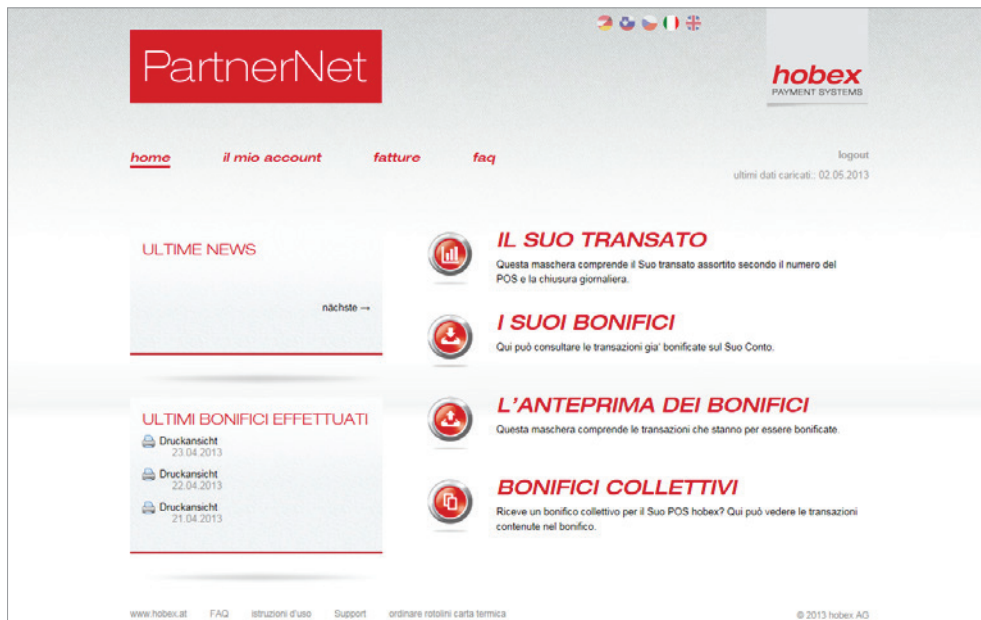 PartnerNet
hobex
PAYMENT SYSTEMS
home il mio account fatture faq
logout
ultimi dati caricati.: 02.05.2013
ULTIME NEWS
nächste →
ULTIMI BONIFICI EFFETTUATI
Druckansicht
23.04.2013
Druckansicht
22.04.2013
Druckansicht
21.04.2013
IL SUO TRANSATO
Questa maschera comprende il Suo transato assortito secondo il numero del
POS e la chiusura giornaliera.
I SUOI BONIFICI
Qui può consultare le transazioni gia' bonificate sul Suo Conto.
L'ANTEPRIMA DEI BONIFICI
Questa maschera comprende le transazioni che stanno per essere bonificate.
BONIFICI COLLETTIVI
Riceve un bonifico collettivo per il Suo POS hobex? Qui può vedere le transazioni
contenute nel bonifico.
www.hobex.at FAQ istruzioni d'uso Support ordinare rotolini carta termica
© 2013 hobex AG